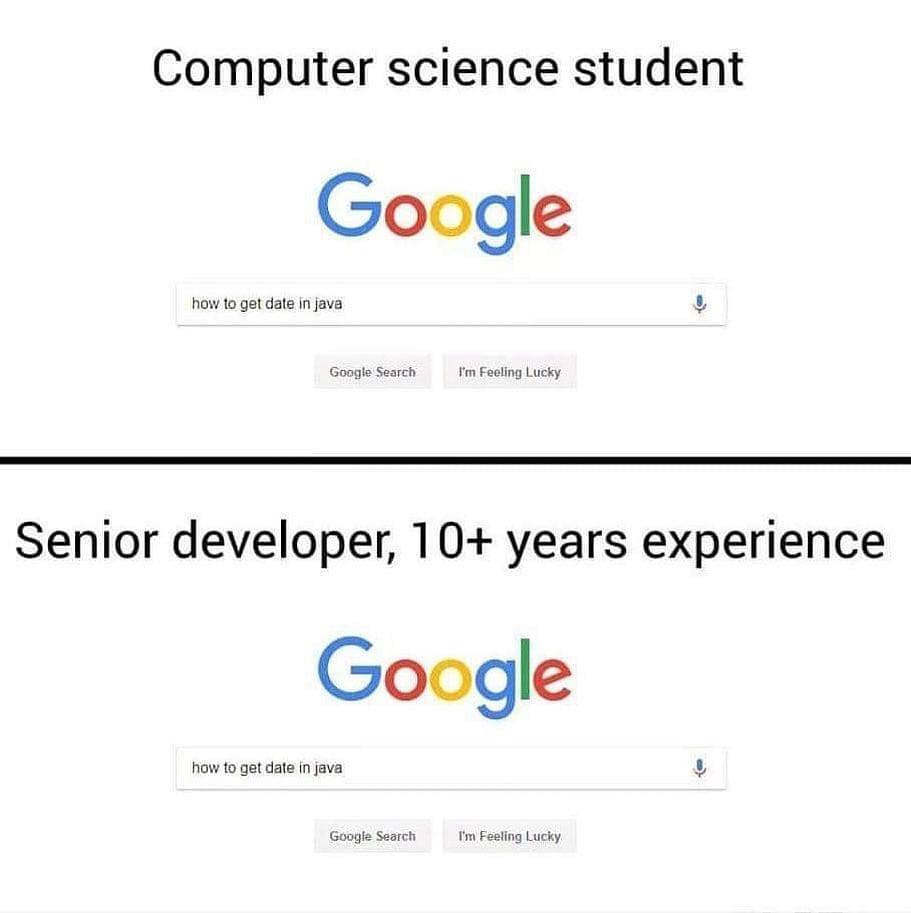 Computer science student
Google
how to get date in java
Google Search I'm Feeling Lucky
Senior developer, 10+ years experience
Google
how to get date in java
Google Search I'm Feeling Lucky